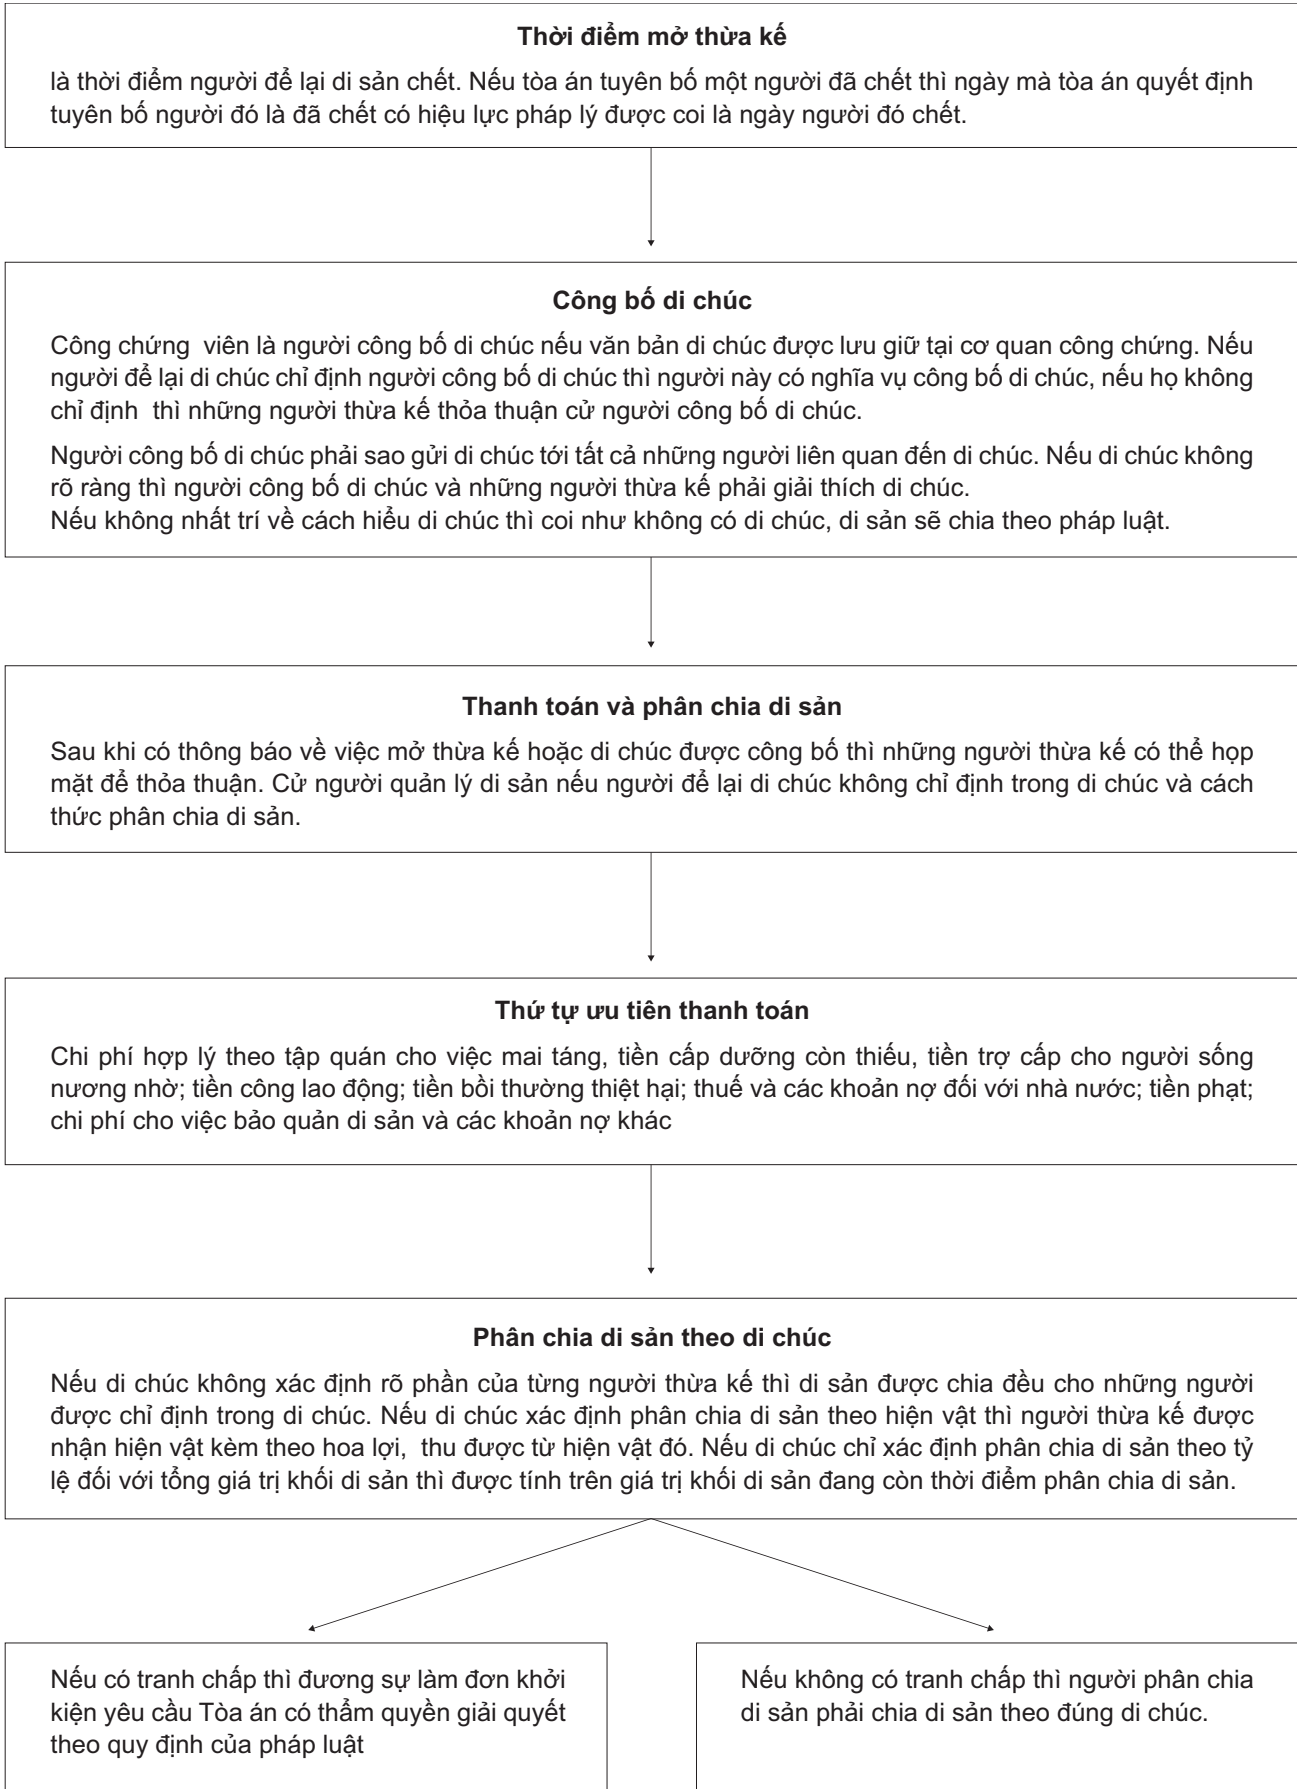 Thời điểm mở thừa kế
là thời điểm người để lại di sản chết. Nếu tòa án tuyên bố một người đã chết thì ngày mà tòa án quyết định
tuyên bố người đó là đã chết có hiệu lực pháp lý được coi là ngày người đó chết.
Công bố di chúc
Công chứng viên là người công bố di chúc nếu văn bản di chúc được lưu giữ tại cơ quan công chứng. Nếu
người để lại di chúc chỉ định người công bố di chúc thì người này có nghĩa vụ công bố di chúc, nếu họ không
chỉ định thì những người thừa kế thỏa thuận cử người công bố di chúc.
Người công bố di chúc phải sao gửi di chúc tới tất cả những người liên quan đến di chúc. Nếu di chúc không
rõ ràng thì người công bố di chúc và những người thừa kế phải giải thích di chúc.
Nếu không nhất trí về cách hiểu di chúc thì coi như không có di chúc, di sản sẽ chia theo pháp luật.
Thanh toán và phân chia di sản
Sau khi có thông báo về việc mở thừa kế hoặc di chúc được công bố thì những người thừa kế có thể họp
mặt để thỏa thuận. Cử người quản lý di sản nếu người để lại di chúc không chỉ định trong di chúc và cách
thức phân chia di sản.
Thứ tự ưu tiên thanh toán
Chi phí hợp lý theo tập quán cho việc mai táng, tiền cấp dưỡng còn thiếu, tiền trợ cấp cho người sống
nương nhờ; tiền công lao động; tiền bồi thường thiệt hại; thuế và các khoản nợ đối với nhà nước; tiền phạt;
chi phí cho việc bảo quản di sản và các khoản nợ khác
Phân chia di sản theo di chúc
Nếu di chúc không xác định rõ phần của từng người thừa kế thì di sản được chia đều cho những người
được chỉ định trong di chúc. Nếu di chúc xác định phân chia di sản theo hiện vật thì người thừa kế được
nhận hiện vật kèm theo hoa lợi, thu được từ hiện vật đó. Nếu di chúc chỉ xác định phân chia di sản theo tỷ
lệ đối với tổng giá trị khối di sản thì được tính trên giá trị khối di sản đang còn thời điểm phân chia di sản.
Nếu có tranh chấp thì đương sự làm đơn khởi
kiện yêu cầu Tòa án có thẩm quyền giải quyết
theo quy định của pháp luật
Nếu không có tranh chấp thì người phân chia
di sản phải chia di sản theo đúng di chúc.